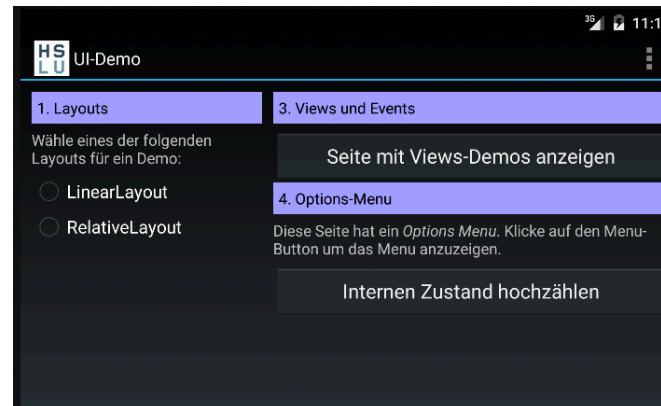 3G 11:1
HS
LU
UI-Demo
1. Layouts
Wähle eines der folgenden
Layouts für ein Demo:
LinearLayout
RelativeLayout
3. Views und Events
Seite mit Views-Demos anzeigen
4. Options-Menu
Diese Seite hat ein Options Menu. Klicke auf den Menu-
Button um das Menu anzuzeigen.
Internen Zustand hochzählen